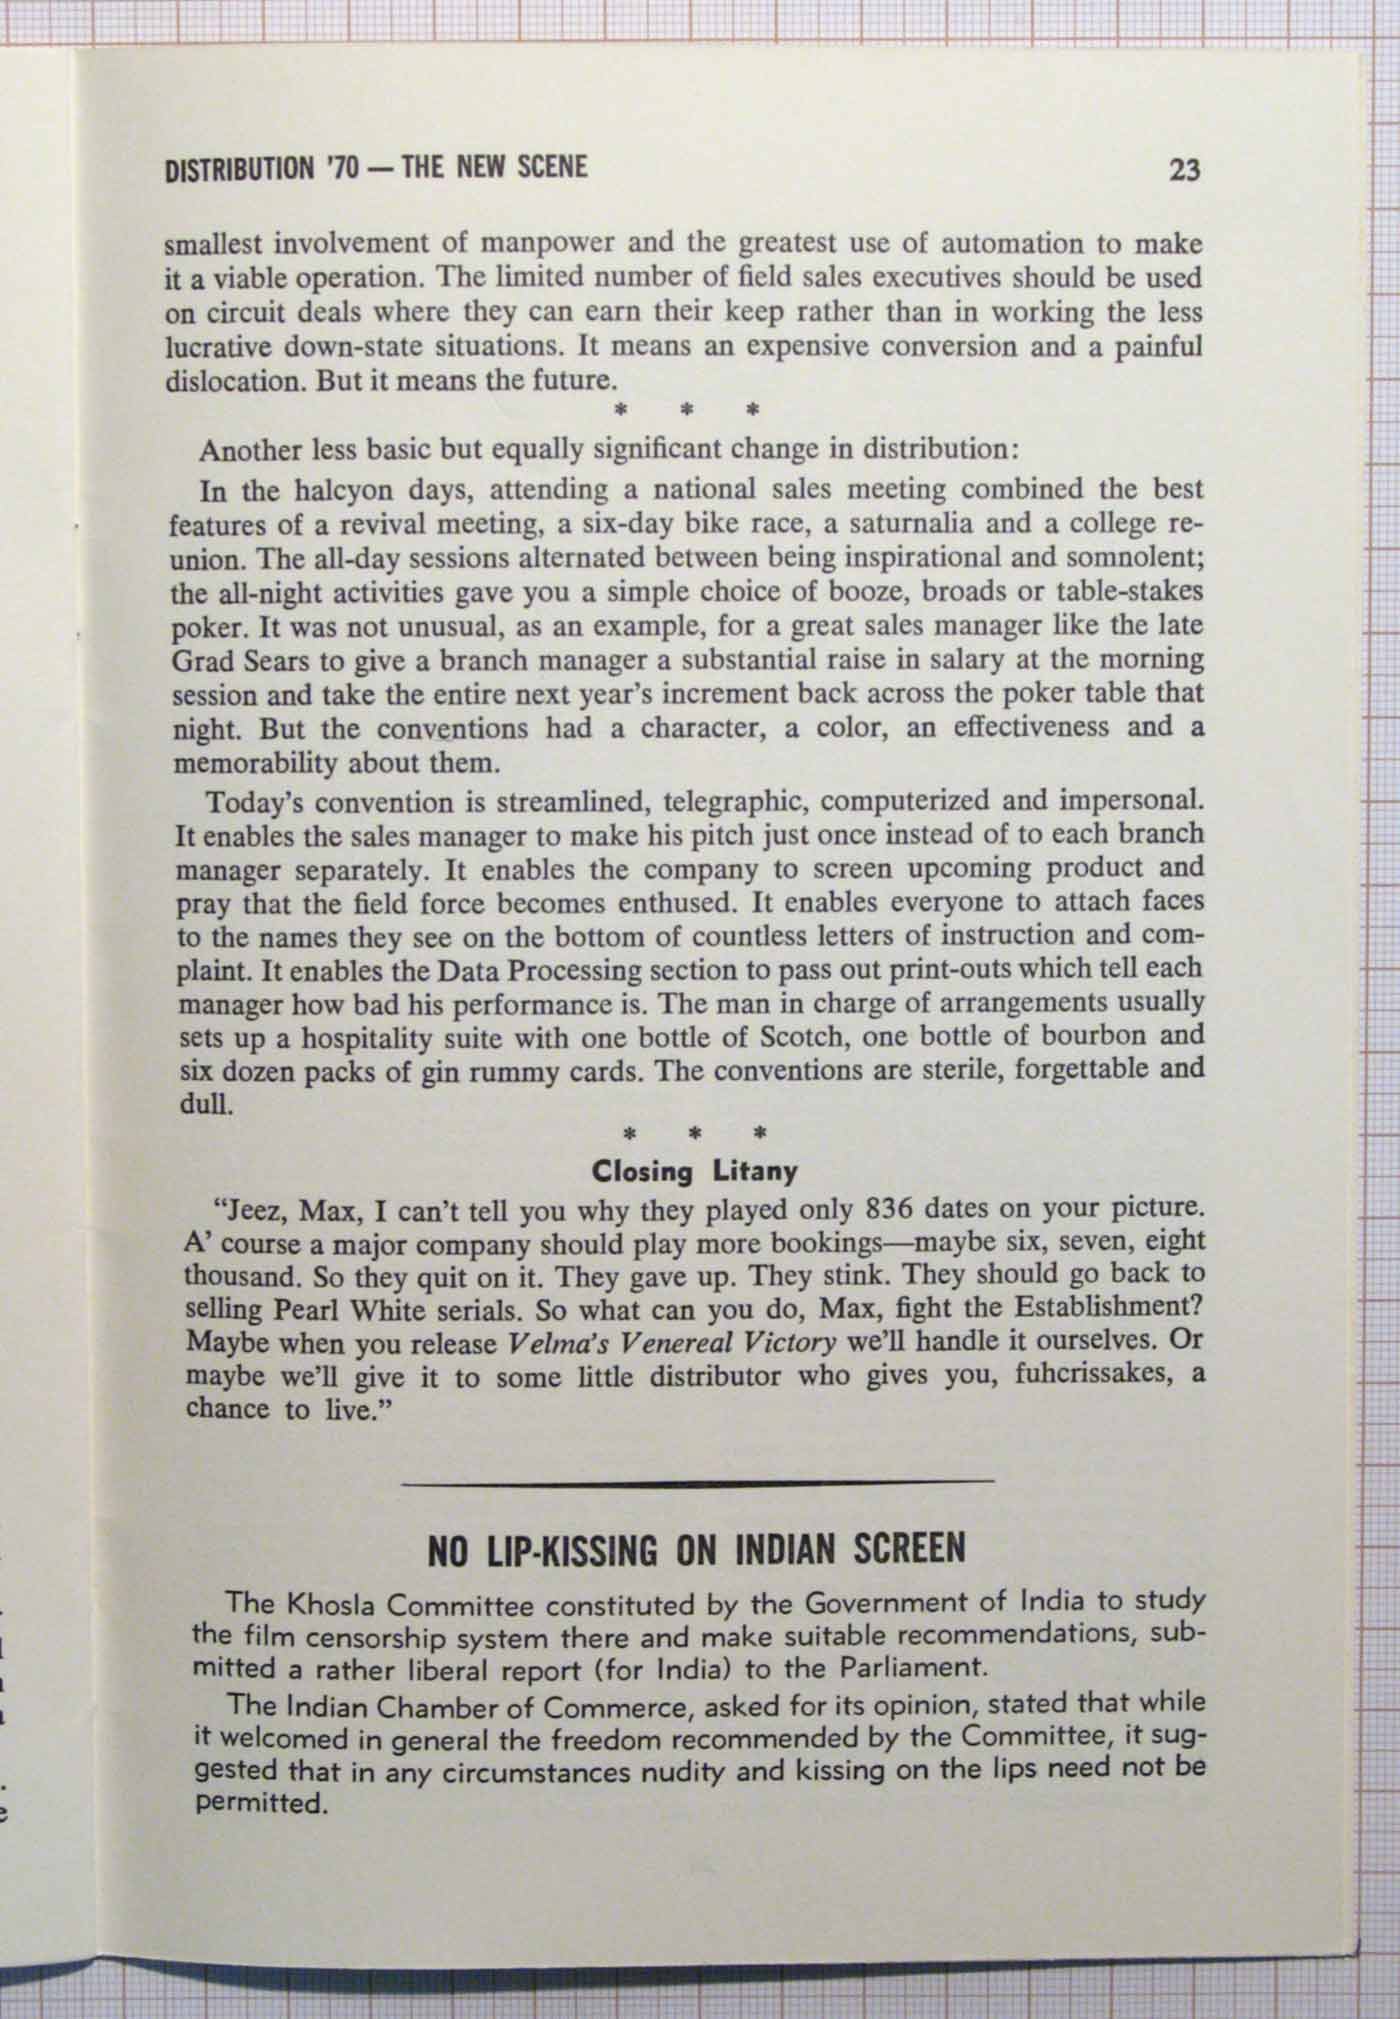 DISTRIBUTION '70 — THE NEW SCENE 23
smallest involvement of manpower and the greatest use of automation to make
it a viable operation. The limited number of field sales executives should be used
on circuit deals where they can earn their keep rather than in working the less
lucrative down-state situations. It means an expensive conversion and a painful
dislocation. But it means the future.
* * *
Another less basic but equally significant change in distribution:
In the halcyon days, attending a national sales meeting combined the best
features of a revival meeting, a six-day bike race, a saturnalia and a college re-
union. The all-day sessions alternated between being inspirational and somnolent;
the all-night activities gave you a simple choice of booze, broads or table-stakes
poker. It was not unusual, as an example, for a great sales manager like the late
Grad Sears to give a branch manager a substantial raise in salary at the morning
session and take the entire next year's increment back across the poker table that
night. But the conventions had a character, a color, an effectiveness and a
memorability about them.
Today's convention is streamlined, telegraphic, computerized and impersonal.
It enables the sales manager to make his pitch just once instead of to each branch
manager separately. It enables the company to screen upcoming product and
pray that the field force becomes enthused. It enables everyone to attach faces
to the names they see on the bottom of countless letters of instruction and com-
plaint. It enables the Data Processing section to pass out print-outs which tell each
manager how bad his performance is. The man in charge of arrangements usually
sets up a hospitality suite with one bottle of Scotch, one bottle of bourbon and
six dozen packs of gin rummy cards. The conventions are sterile, forgettable and
dull.
* * *
Closing Litany
“Jeez, Max, I can't tell you why they played only 836 dates on your picture.
A' course a major company should play more bookings—maybe six, seven, eight
thousand. So they quit on it. They gave up. They stink. They should go back to
selling Pearl White serials. So what can you do, Max, fight the Establishment?
Maybe when you release Velma's Venereal Victory we'll handle it ourselves. Or
maybe we'll give it to some little distributor who gives you, fuhcrissakes, a
chance to live.”
NO LIP-KISSING ON INDIAN SCREEN
The Khosla Committee constituted by the Government of India to study
the film censorship system there and make suitable recommendations, sub-
mitted a rather liberal report (for India) to the Parliament.
The Indian Chamber of Commerce, asked for its opinion, stated that while
it welcomed in general the freedom recommended by the Committee, it sug-
gested that in any circumstances nudity and kissing on the lips need not be
permitted.